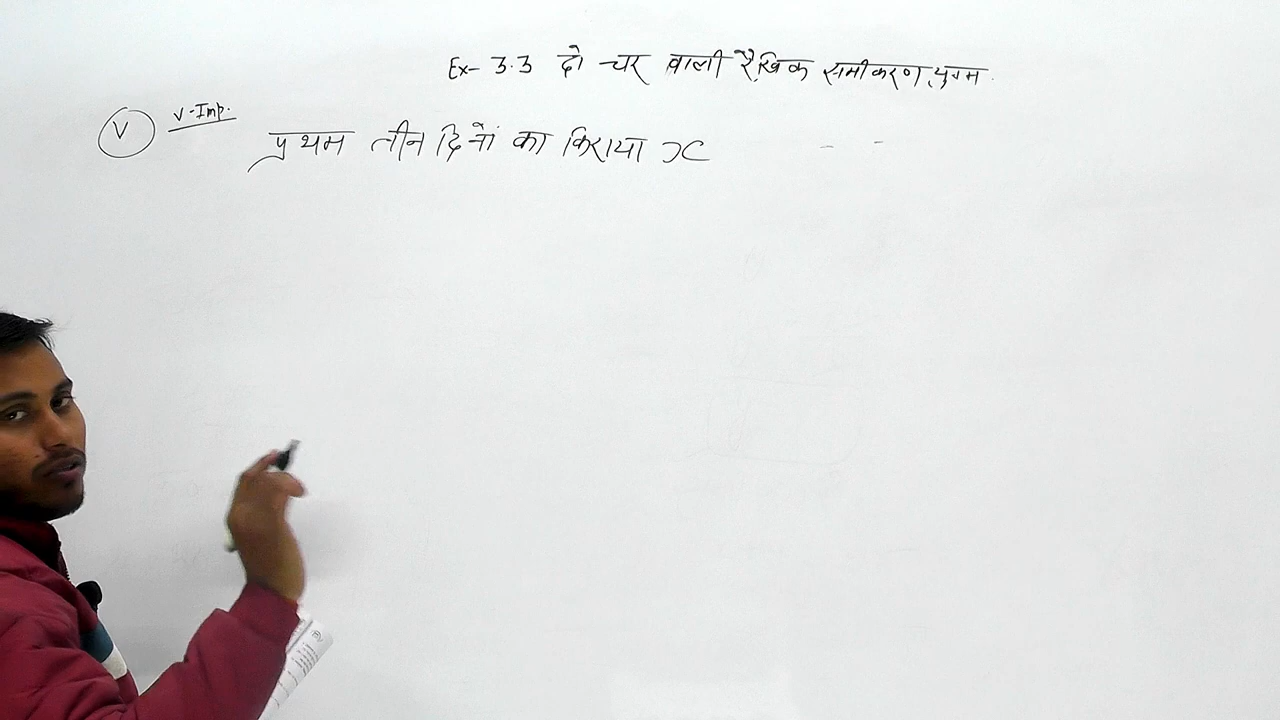 Ex- 3.3 दो चर वाली रैखिक समीकरण युग्म
V V-Imp.
प्रथम तीन दिनों का किराया x - -